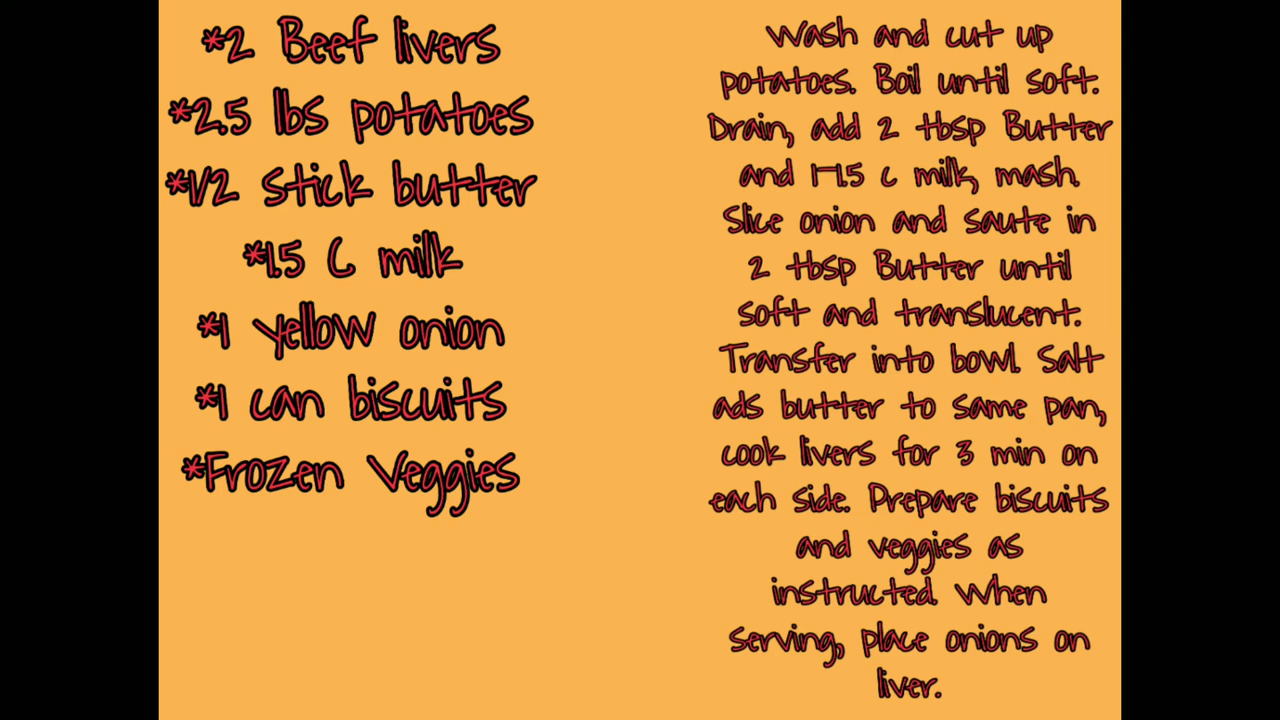 *2 Beef livers
*2.5 lbs potatoes
*1/2 stick butter
*1.5 C milk
*1 yellow onion
*1 can biscuits
*Frozen Veggies
Wash and cut up
potatoes. Boil until soft.
Drain, add 2 tbsp Butter
and 1-1.5 c milk, mash.
Slice onion and saute in
2 tbsp Butter until
soft and translucent.
Transfer into bowl. Salt
ads butter to same pan,
cook livers for 3 min on
each side. Prepare biscuits
and veggies as
instructed. When
serving, place onions on
liver.